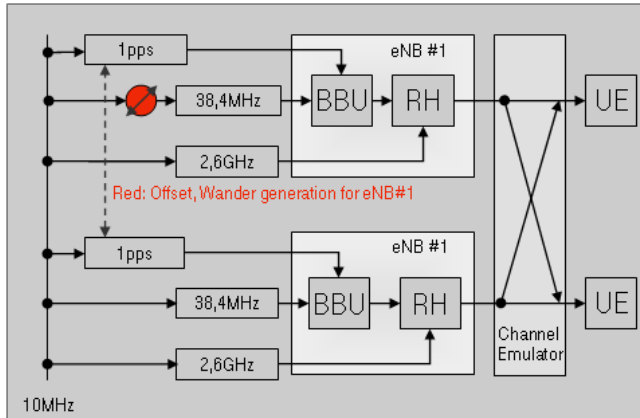 1pps
eNB #1
38,4MHz
BBU
RH
UE
2,6GHz
Red: Offset, Wander generation for eNB#1
1pps
eNB #1
38,4MHz
BBU
RH
UE
2,6GHz
Channel
Emulator
10MHz